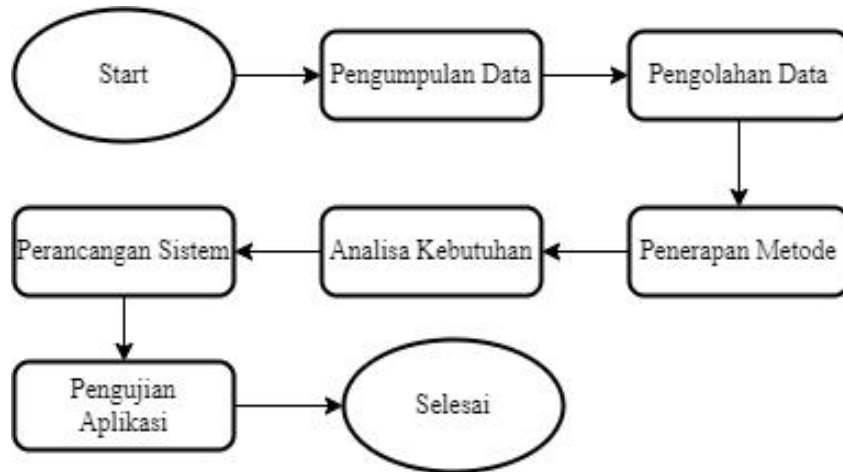 Start
Pengumpulan Data
Pengolahan Data
Penerapan Metode
Analisa Kebutuhan
Perancangan Sistem
Pengujian
Aplikasi
Selesai